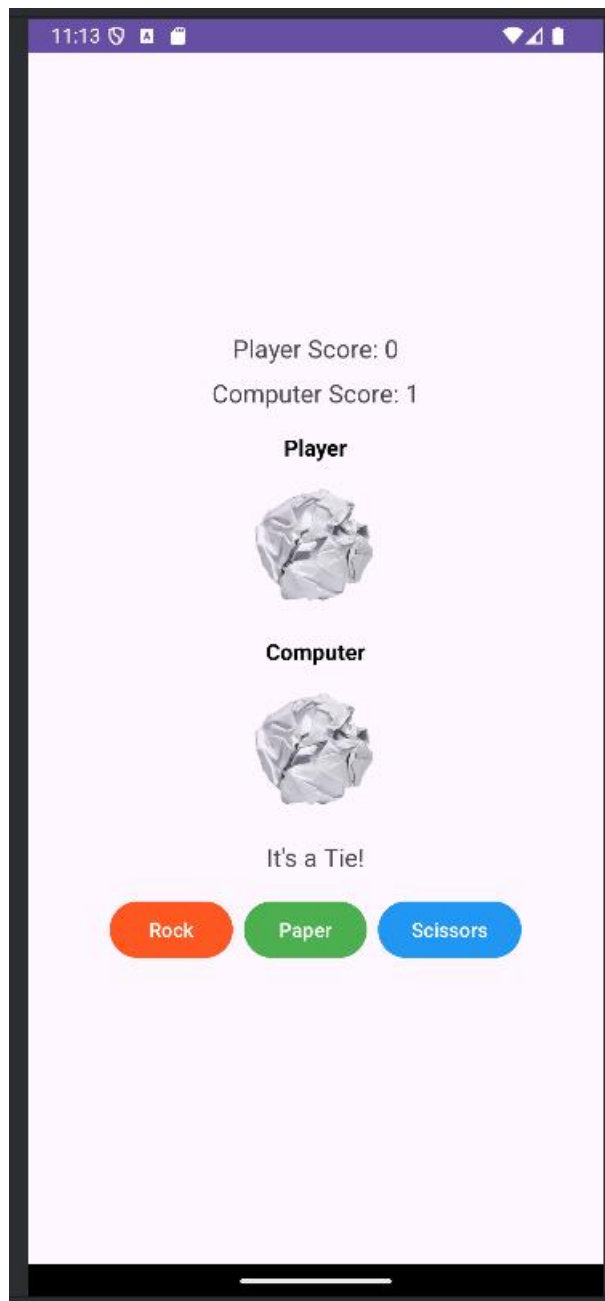 11:13
Player Score: 0
Computer Score: 1
Player
Computer
It's a Tie!
Rock Paper Scissors